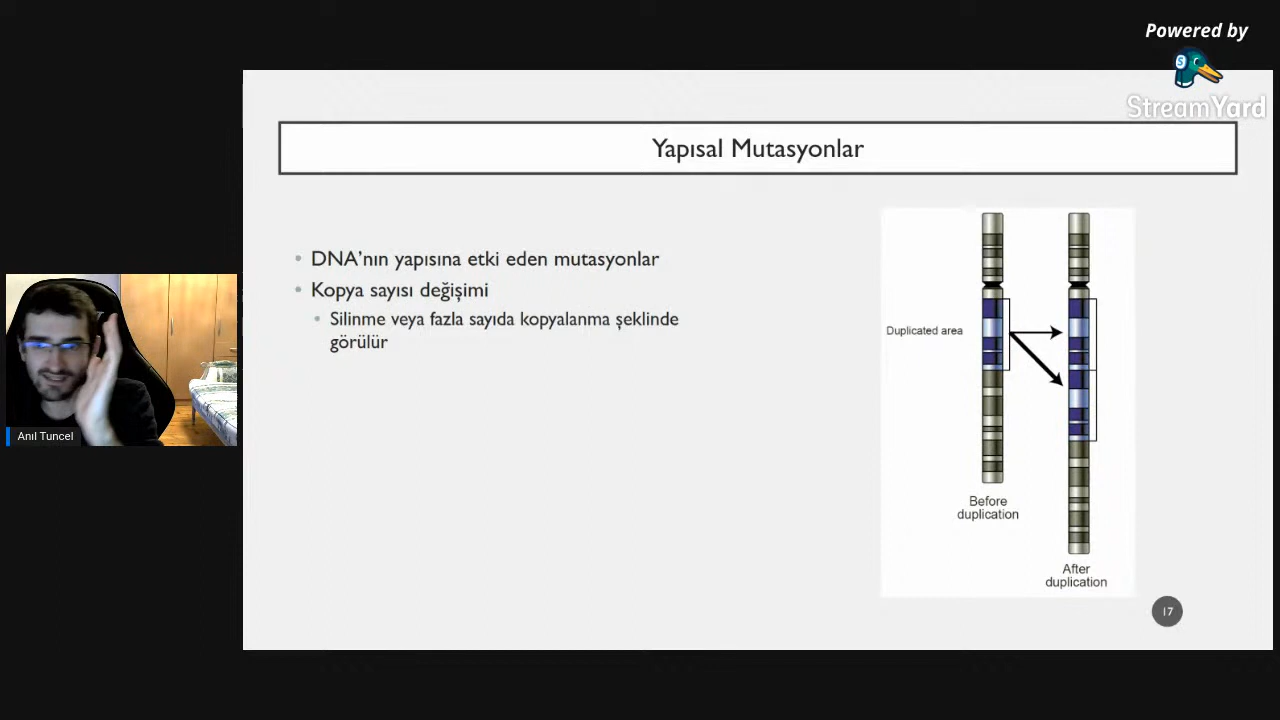 Powered by
StreamYard
Yapısal Mutasyonlar
• DNA’nın yapısına etki eden mutasyonlar
• Kopya sayısı değişimi
• Silinme veya fazla sayıda kopyalanma şeklinde
görülür
Duplicated area
Before
duplication
After
duplication
17
Anıl Tuncel